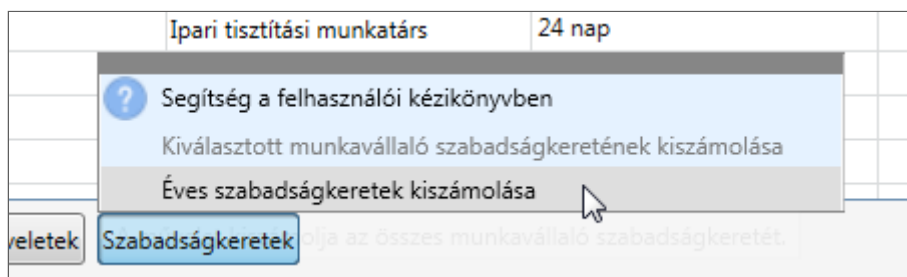 Ipari tisztítási munkatárs 24 nap
Segítség a felhasználói kézikönyvben
Kiválasztott munkavállaló szabadságkeretének kiszámolása
Éves szabadságkeretek kiszámolása
veletek Szabadságkeretek olja az összes munkavállaló szabadságkeretét.